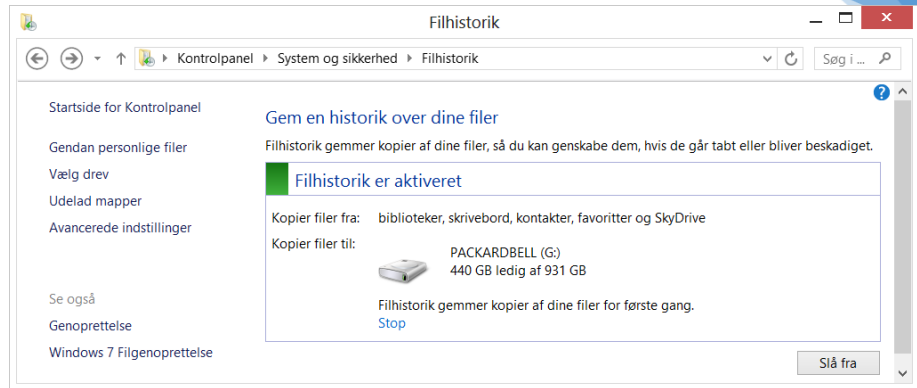 Filhistorik
Kontrolpanel System og sikkerhed Filhistorik
Søg i ...
Startside for Kontrolpanel
Gendan personlige filer
Vælg drev
Udelad mapper
Avancerede indstillinger
Se også
Genoprettelse
Windows 7 Filgenoprettelse
Gem en historik over dine filer
Filhistorik gemmer kopier af dine filer, så du kan genskabe dem, hvis de går tabt eller bliver beskadiget.
Filhistorik er aktiveret
Kopier filer fra: biblioteker, skrivebord, kontakter, favoritter og SkyDrive
Kopier filer til:
PACKARDBELL (G:)
440 GB ledig af 931 GB
Filhistorik gemmer kopier af dine filer for første gang.
Stop
Slå fra